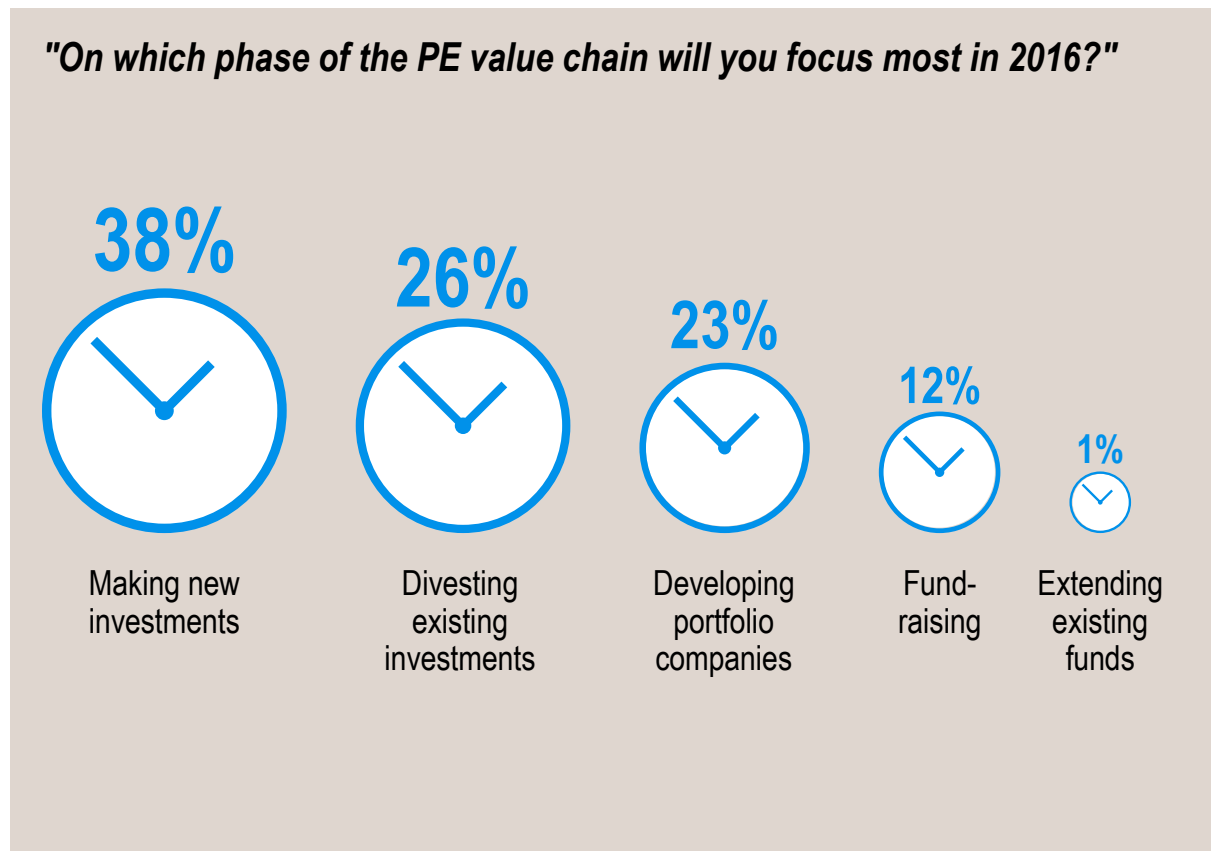 "On which phase of the PE value chain will you focus most in 2016?"
38%
26%
23%
12%
1%
Making new
investments
Divesting
existing
investments
Developing
portfolio
companies
Fund-
raising
Extending
existing
funds